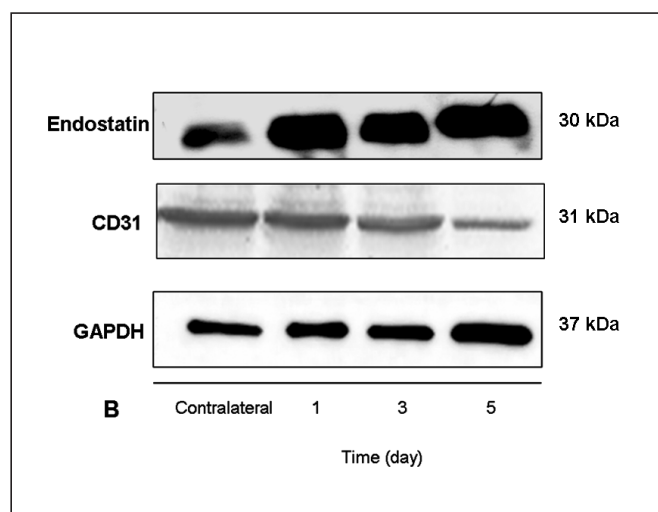 Endostatin 30 kDa
CD31 31 kDa
GAPDH 37 kDa
B Contralateral 1 3 5
Time (day)